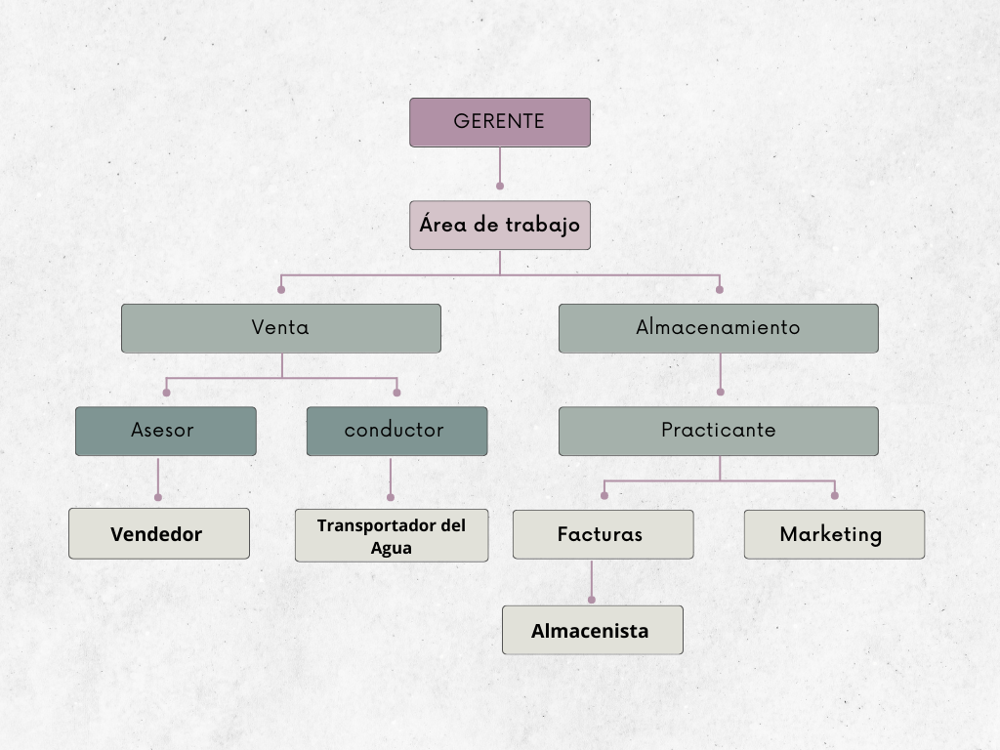 GERENTE
Área de trabajo
Venta
Almacenamiento
Asesor
conductor
Practicante
Vendedor
Transportador del
Agua
Facturas
Marketing
Almacenista